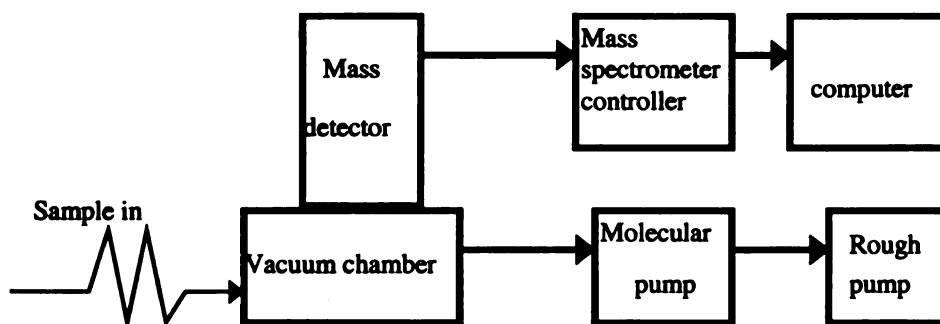 Mass
detector
Mass
spectrometer
controller
computer
Sample in
Vacuum chamber
Molecular
pump
Rough
pump